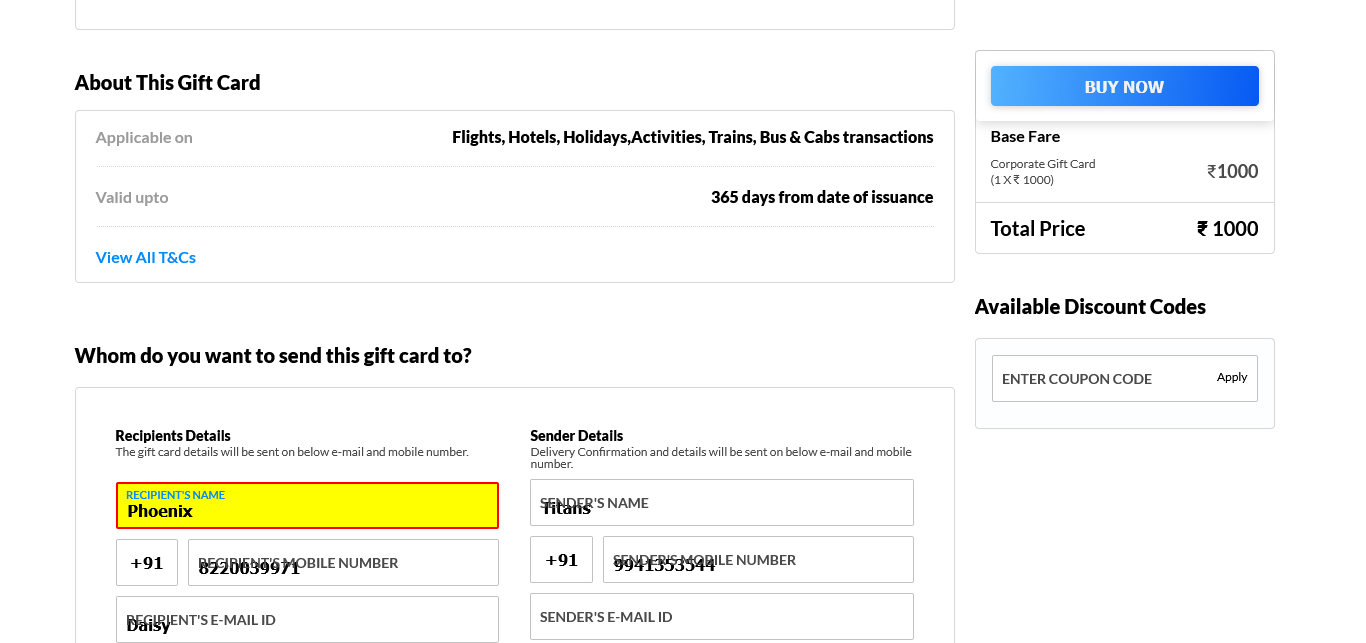 About This Gift Card
Applicable on
Flights, Hotels, Holidays,Activities, Trains, Bus & Cabs transactions
Valid upto
365 days from date of issuance
View All T&Cs
BUY NOW
Base Fare
Corporate Gift Card
(1 X ₹ 1000)
₹1000
Total Price
₹ 1000
Available Discount Codes
ENTER COUPON CODE
Apply
Whom do you want to send this gift card to?
Recipients Details
The gift card details will be sent on below e-mail and mobile number.
RECIPIENT'S NAME
Phoenix
+91
RECIPIENT'S MOBILE NUMBER
8220039971
RECIPIENT'S E-MAIL ID
Daisy
Sender Details
Delivery Confirmation and details will be sent on below e-mail and mobile
number.
SENDER'S NAME
Titans
+91
SENDER'S MOBILE NUMBER
9941353544
SENDER'S E-MAIL ID